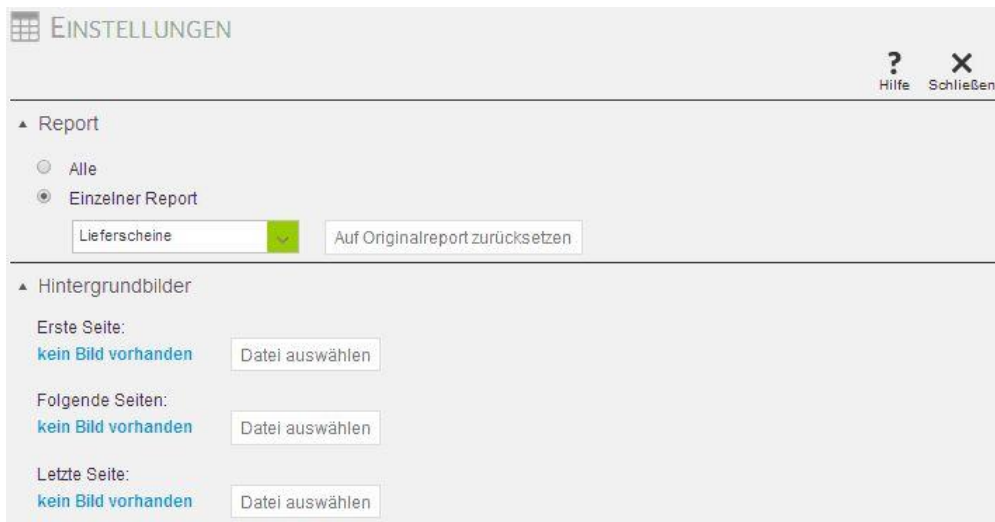 EINSTELLUNGEN
?
Hilfe Schließen
Report
Alle
Einzelner Report
Lieferscheine Auf Originalreport zurücksetzen
Hintergrundbilder
Erste Seite:
kein Bild vorhanden Datei auswählen
Folgende Seiten:
kein Bild vorhanden Datei auswählen
Letzte Seite:
kein Bild vorhanden Datei auswählen